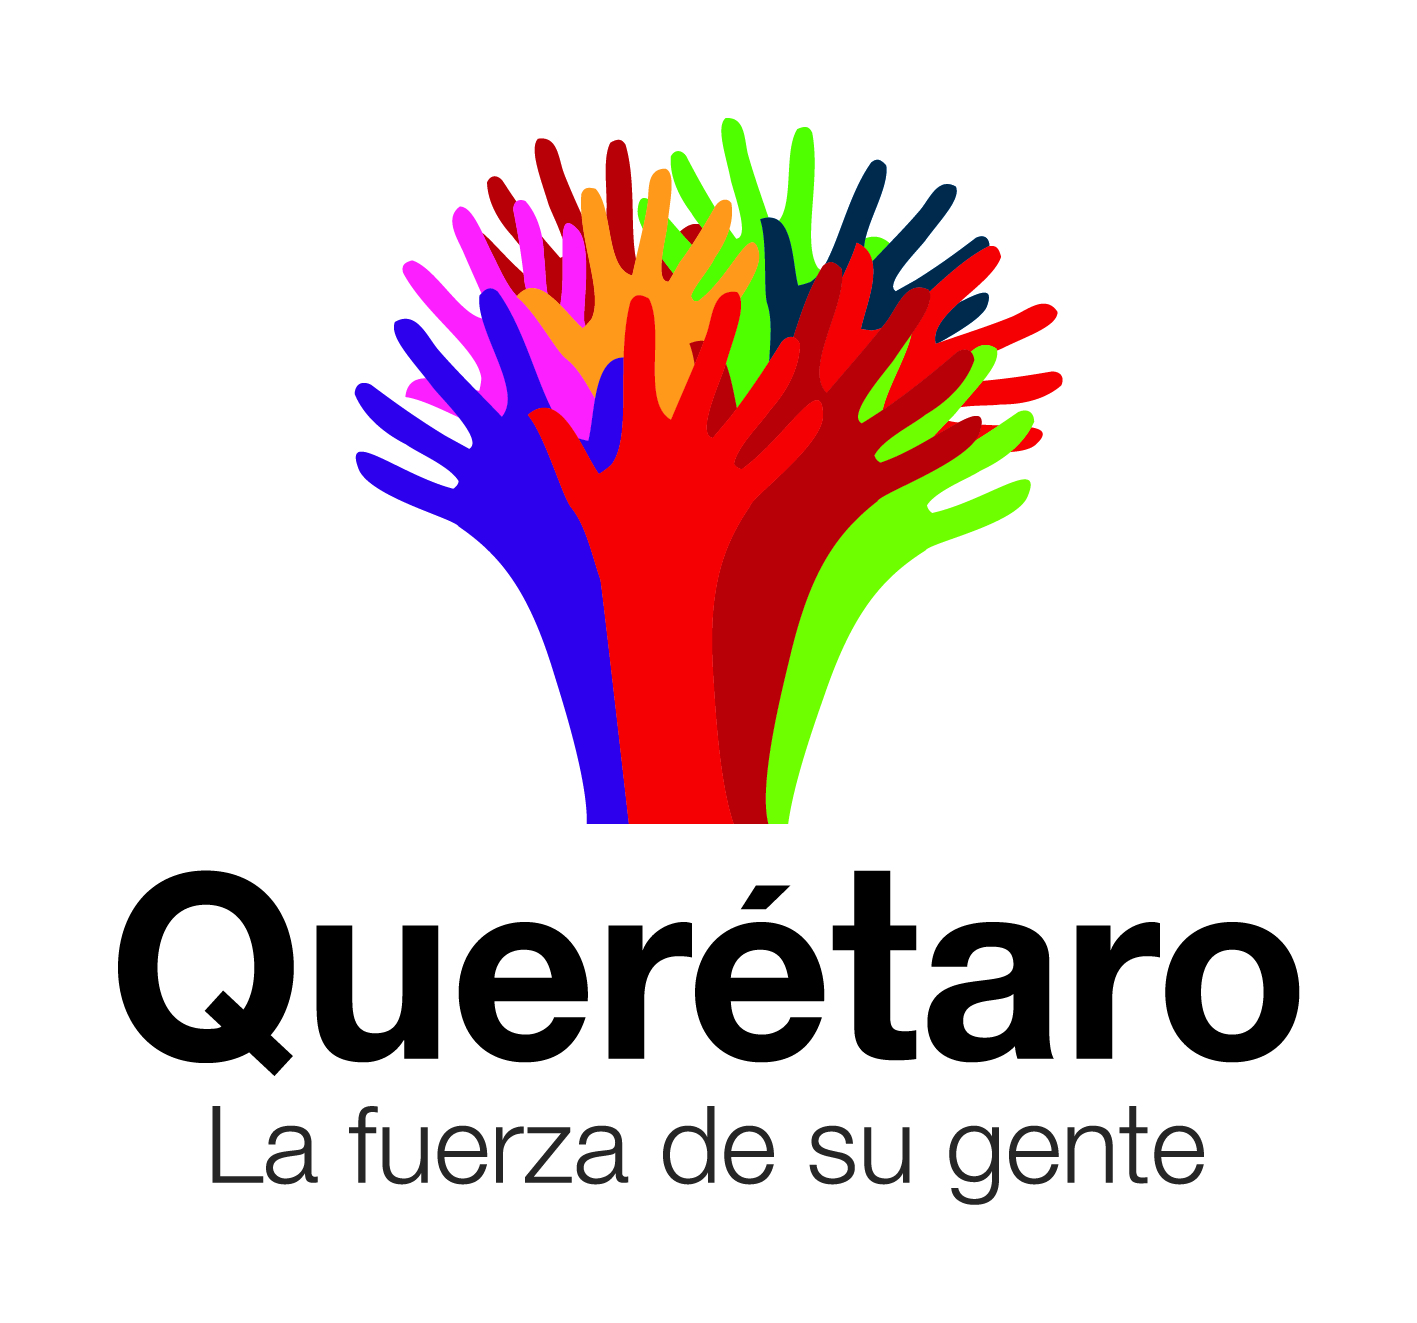 Querétaro
La fuerza de su gente